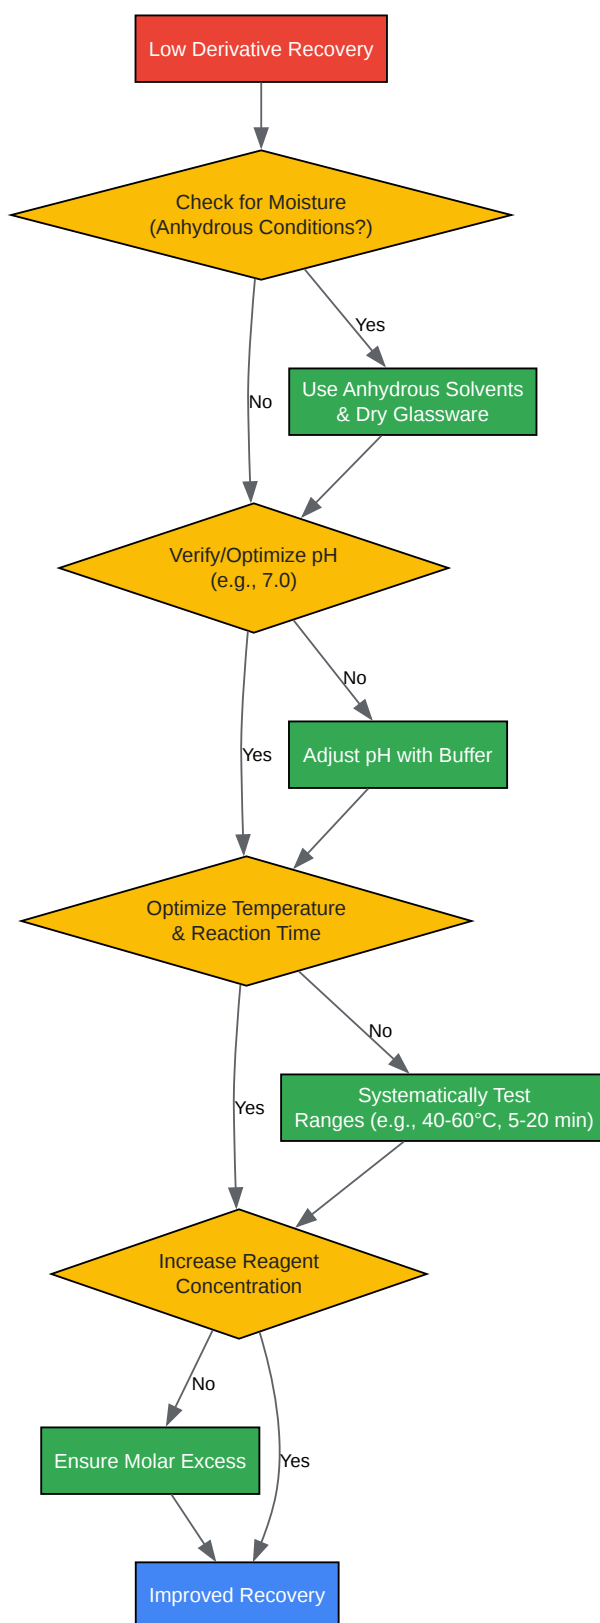 Low Derivative Recovery
Check for Moisture
(Anhydrous Conditions?)
Yes
No
Use Anhydrous Solvents
& Dry Glassware
Verify/Optimize pH
(e.g., 7.0)
No
Yes
Adjust pH with Buffer
Optimize Temperature
& Reaction Time
No
Yes
Systematically Test
Ranges (e.g., 40-60°C, 5-20 min)
Increase Reagent
Concentration
No
Yes
Ensure Molar Excess
Improved Recovery